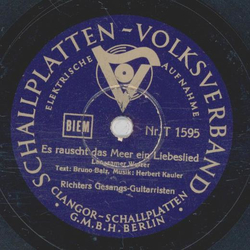 SCHALLPLATTEN-VOLKSVERBAND
ELEKTRISCHE AUFNAHME
BIEM
Nr. T 1595
Es rauscht das Meer ein Liebeslied
Langsamer Walzer
Text: Bruno Balz, Musik: Herbert Kauler
Richters Gesangs-Guitarristen
CLANGOR-SCHALLPLATTEN
G.M.B.H. BERLIN